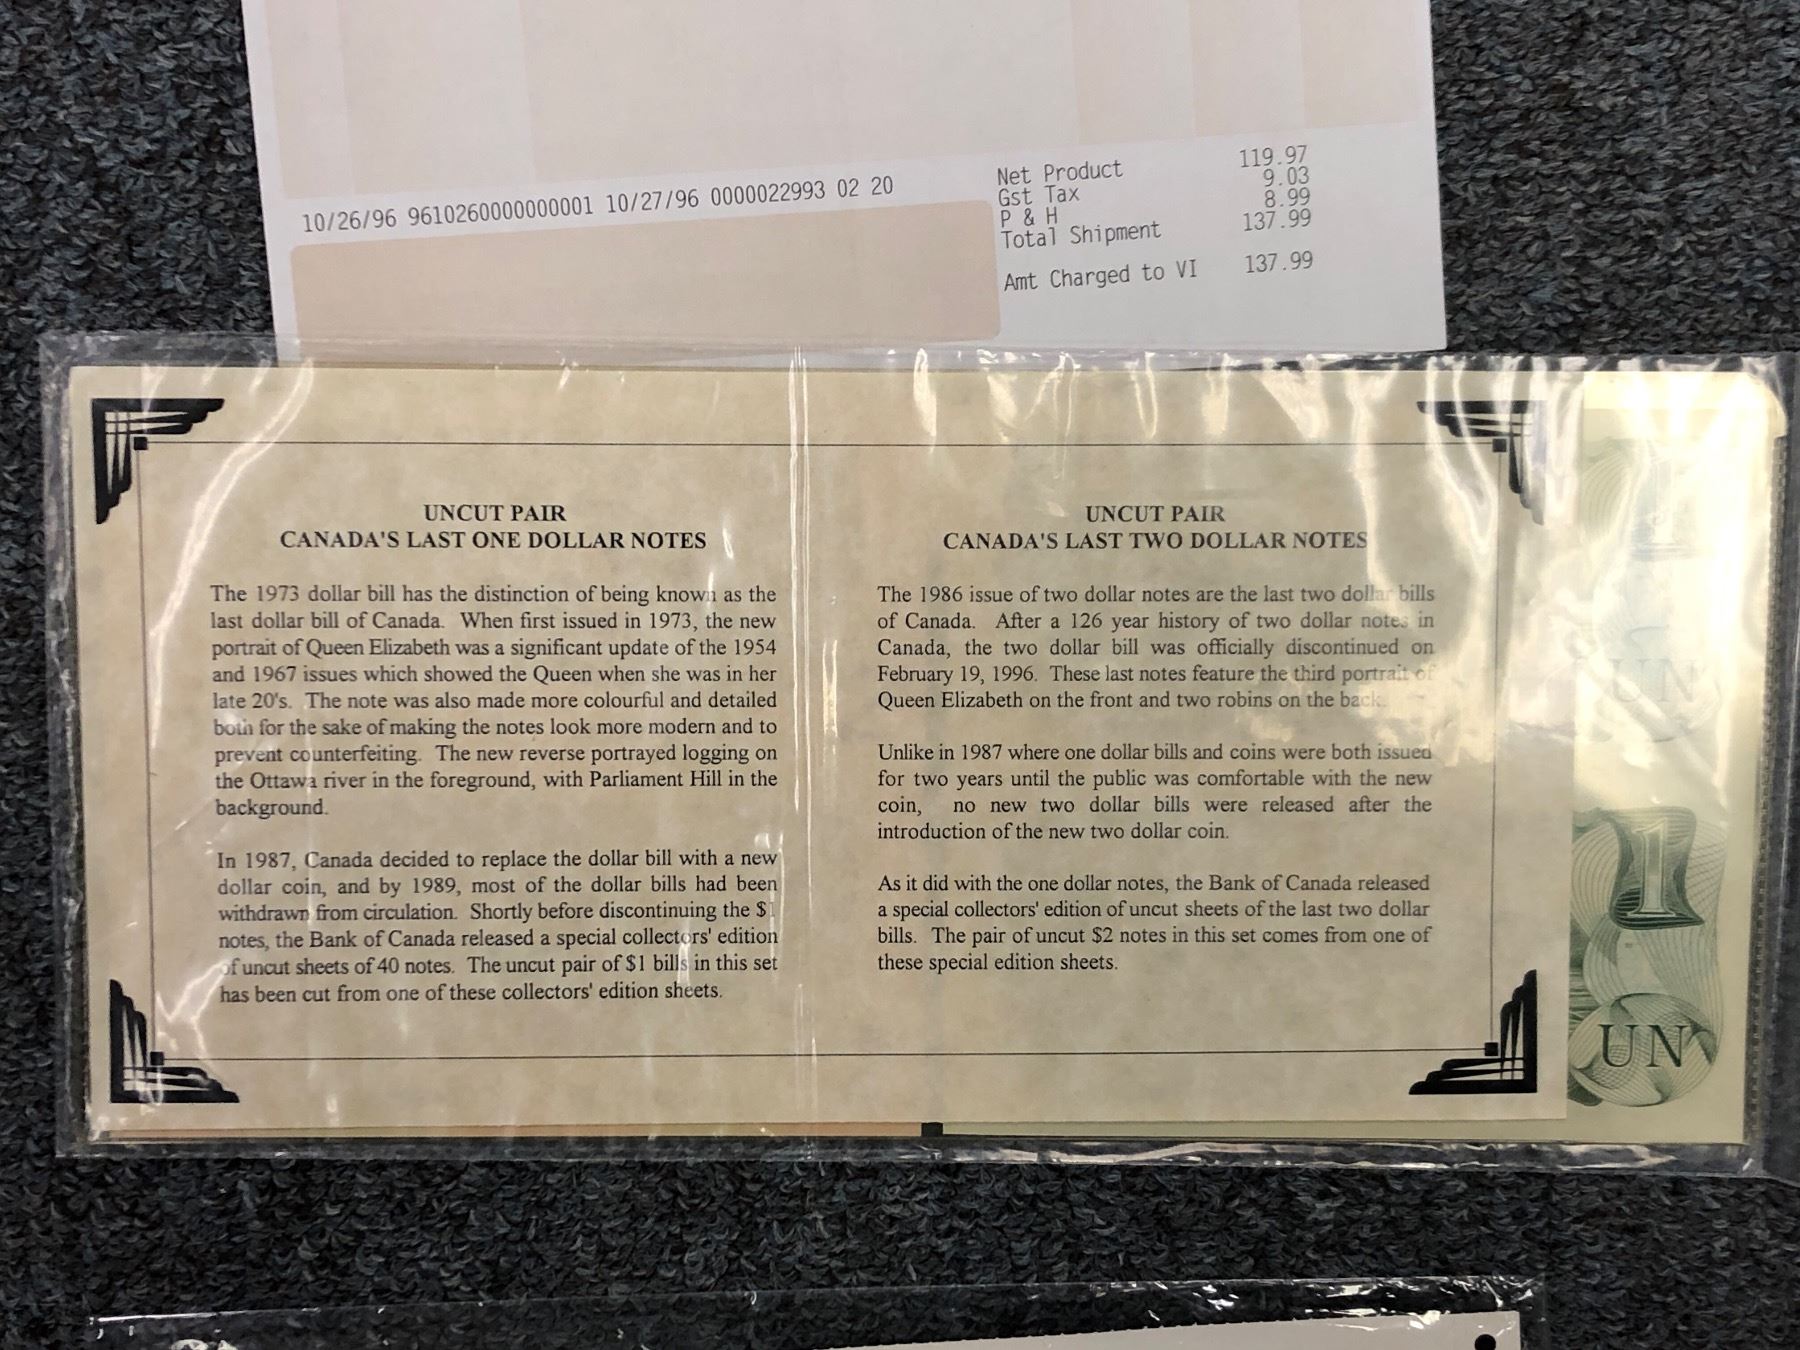 10/26/96 9610260000000001 10/27/96 0000022993 02 20
Net Product 119.97
Gst Tax 9.03
P & H 8.99
Total Shipment 137.99
Amt Charged to VI 137.99
UNCUT PAIR
CANADA'S LAST ONE DOLLAR NOTES
The 1973 dollar bill has the distinction of being known as the
last dollar bill of Canada. When first issued in 1973, the new
portrait of Queen Elizabeth was a significant update of the 1954
and 1967 issues which showed the Queen when she was in her
late 20's. The note was also made more colourful and detailed
both for the sake of making the notes look more modern and to
prevent counterfeiting. The new reverse portrayed logging on
the Ottawa river in the foreground, with Parliament Hill in the
background.
In 1987, Canada decided to replace the dollar bill with a new
dollar coin, and by 1989, most of the dollar bills had been
withdrawn from circulation. Shortly before discontinuing the $1
notes, the Bank of Canada released a special collectors' edition
of uncut sheets of 40 notes. The uncut pair of $1 bills in this set
has been cut from one of these collectors' edition sheets.
UNCUT PAIR
CANADA'S LAST TWO DOLLAR NOTES
The 1986 issue of two dollar notes are the last two dollar bills
of Canada. After a 126 year history of two dollar notes in
Canada, the two dollar bill was officially discontinued on
February 19, 1996. These last notes feature the third portrait of
Queen Elizabeth on the front and two robins on the back.
Unlike in 1987 where one dollar bills and coins were both issued
for two years until the public was comfortable with the new
coin, no new two dollar bills were released after the
introduction of the new two dollar coin.
As it did with the one dollar notes, the Bank of Canada released
a special collectors' edition of uncut sheets of the last two dollar
bills. The pair of uncut $2 notes in this set comes from one of
these special edition sheets.
1
UN
1
UN